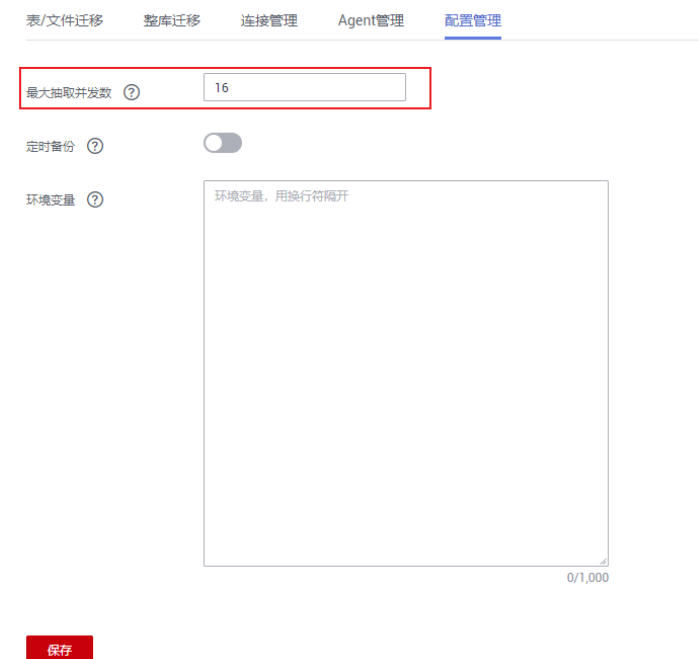 表/文件迁移 整库迁移 连接管理 Agent管理 配置管理
最大抽取并发数 ? 16
定时备份 ?
环境变量 ? 环境变量，用换行符隔开
0/1,000
保存